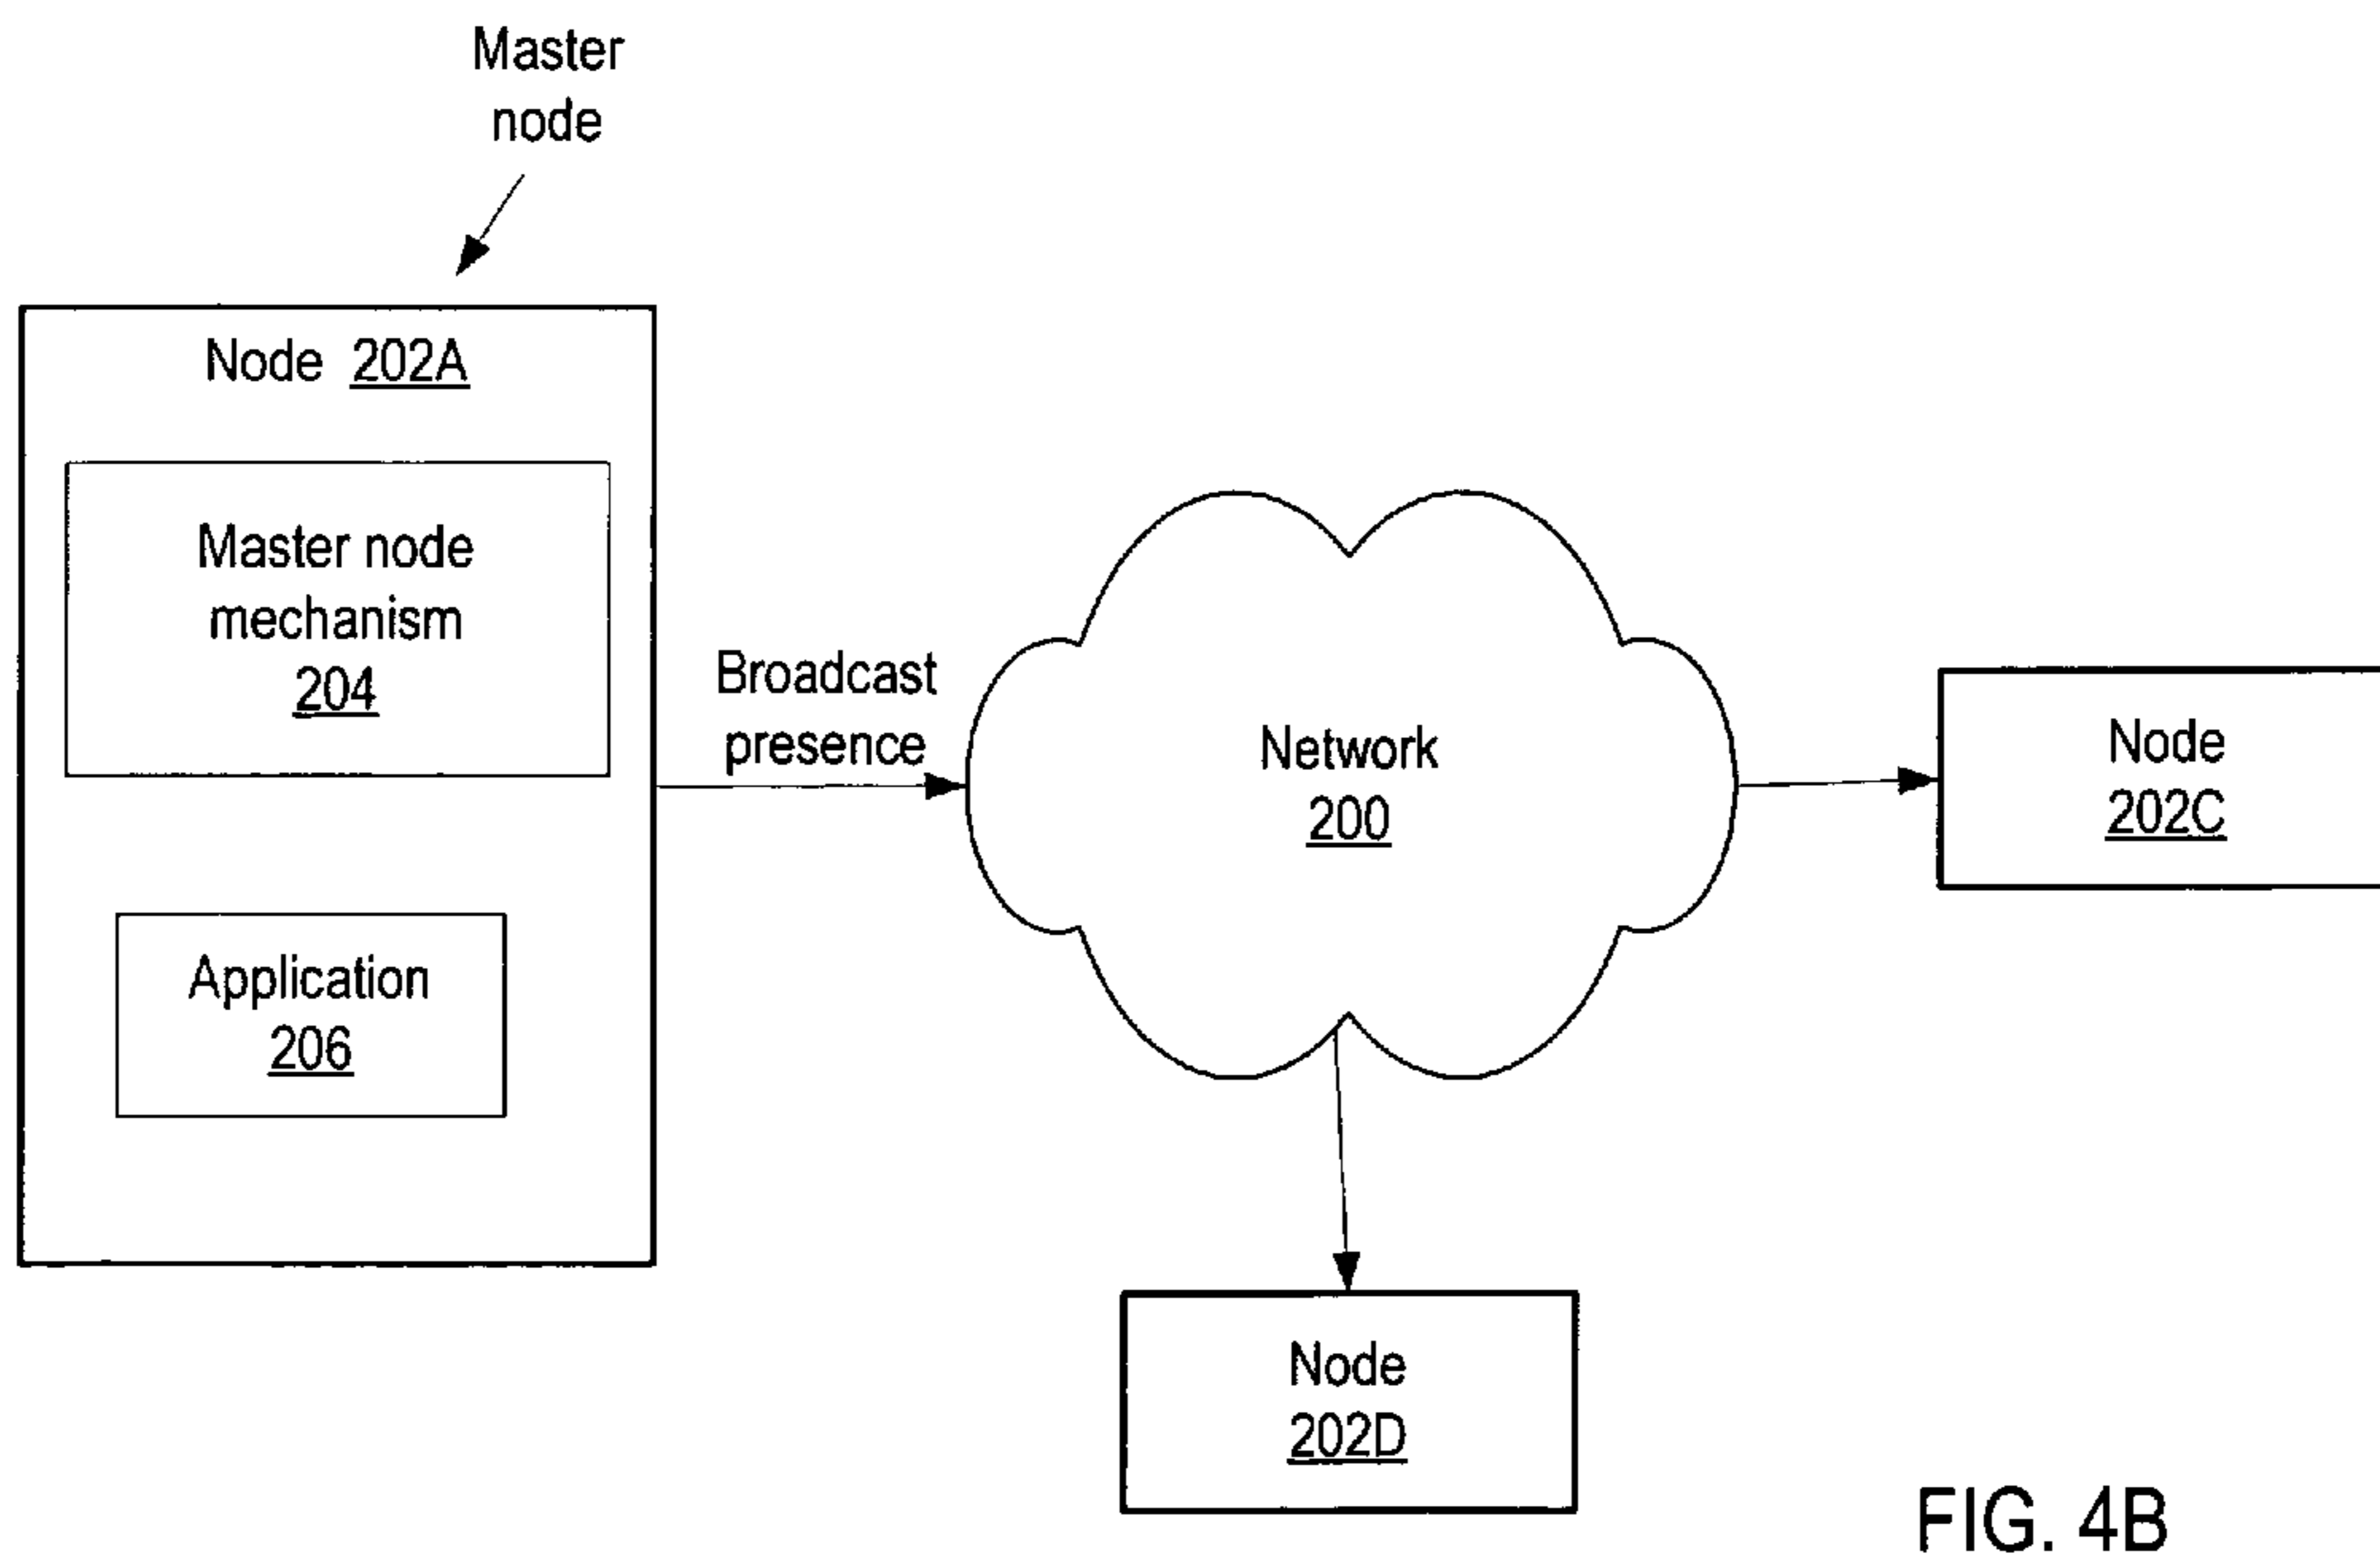 Master
node
Node 202A
Master node
mechanism
204
Broadcast
presence
Application
206
Network
200
Node
202C
Node
202D
FIG. 4B